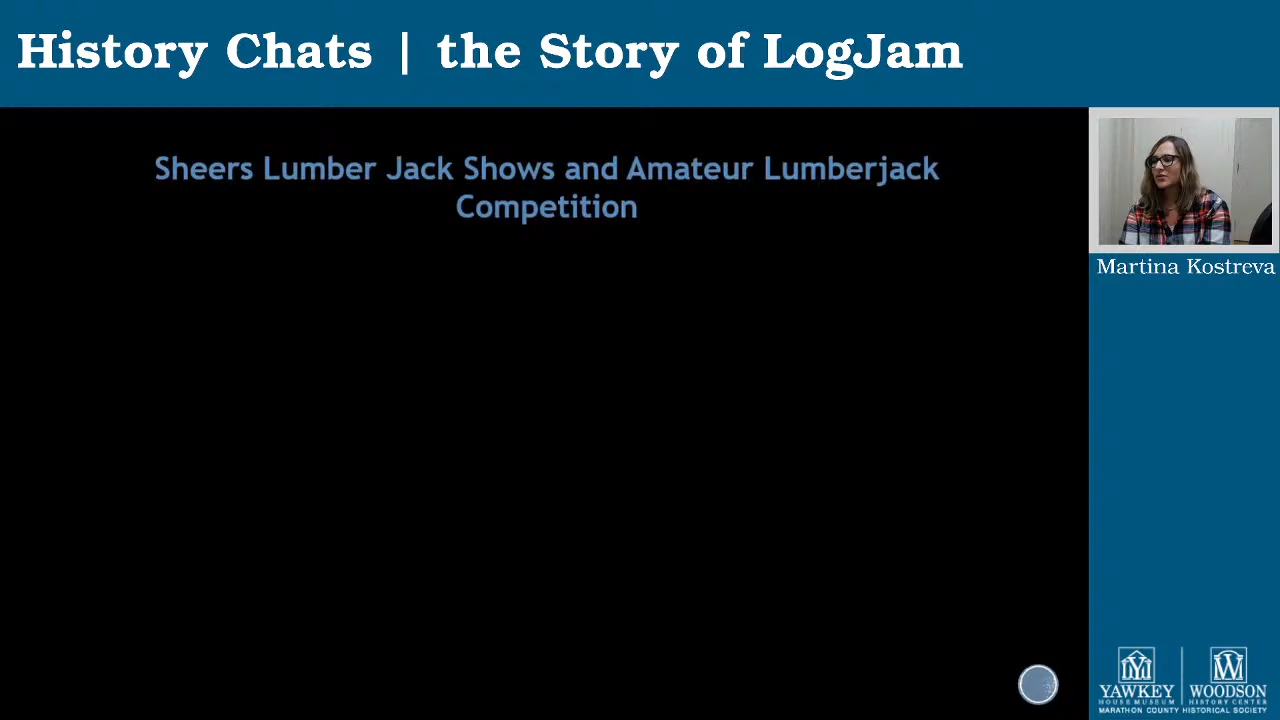 History Chats | the Story of LogJam
Sheers Lumber Jack Shows and Amateur Lumberjack
Competition
Martina Kostreva
YAWKEY
HOUSE MUSEUM
WOODSON
HISTORY CENTER
MARATHON COUNTY HISTORICAL SOCIETY